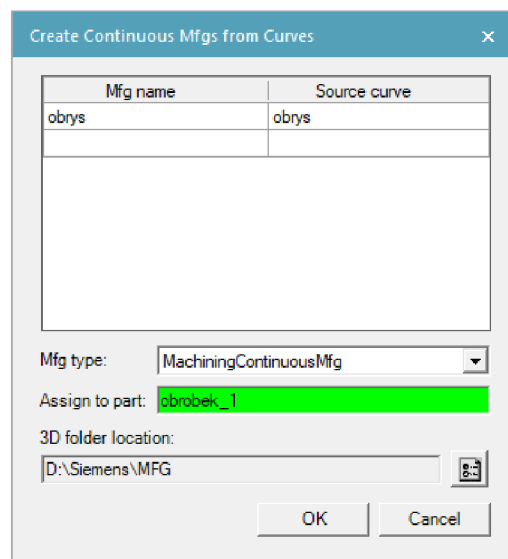 Create Continuous Mfgs from Curves
Mfg name Source curve
obrys obrys
Mfg type: MachiningContinuousMfg
Assign to part: obrobek_1
3D folder location:
D:\Siemens\MFG
OK Cancel